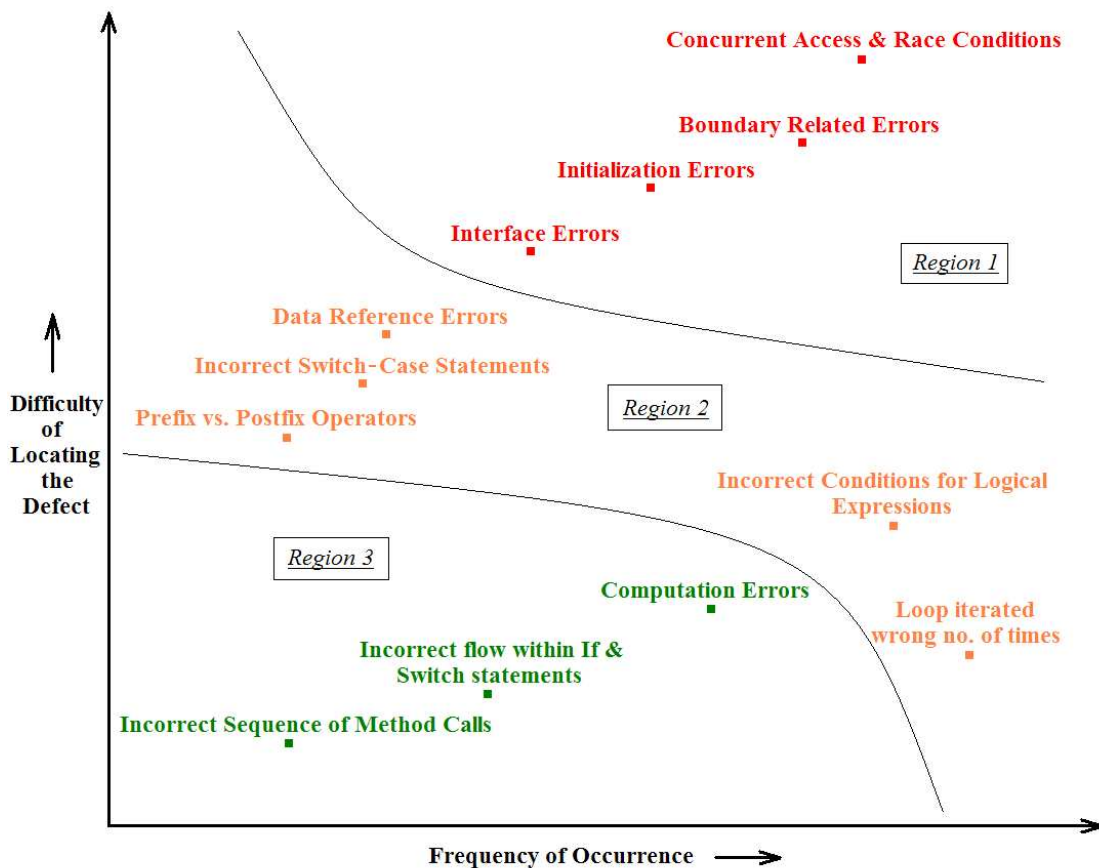 Concurrent Access & Race Conditions
Boundary Related Errors
Initialization Errors
Interface Errors
Region 1
Data Reference Errors
Incorrect Switch-Case Statements
Prefix vs. Postfix Operators
Region 2
Difficulty
of
Locating
the
Defect
Incorrect Conditions for Logical
Expressions
Region 3
Computation Errors
Loop iterated
wrong no. of times
Incorrect flow within If &
Switch statements
Incorrect Sequence of Method Calls
Frequency of Occurrence